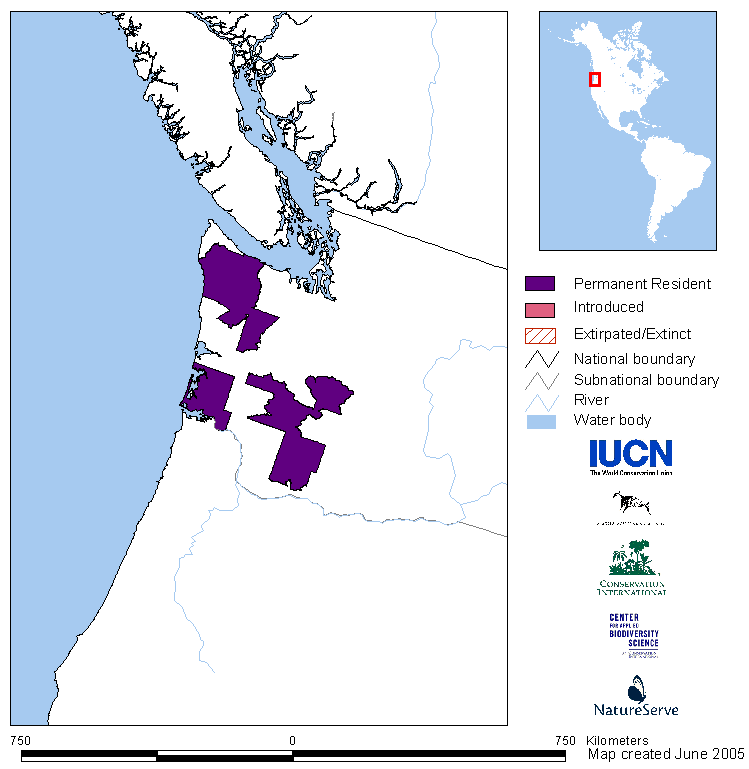 Permanent Resident
Introduced
Extirpated/Extinct
National boundary
Subnational boundary
River
Water body
IUCN
The World Conservation Union
CONSERVATION
INTERNATIONAL
CENTER
FOR APPLIED
BIODIVERSITY
SCIENCE
NatureServe
750 0 750 Kilometers
Map created June 2005